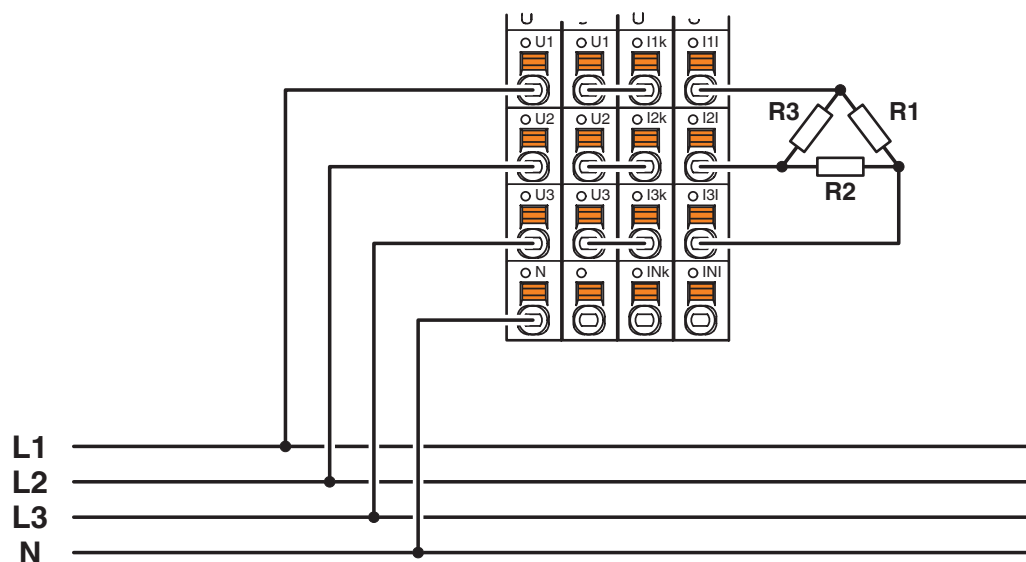 U1 U1 I1k I1l
R3 R1
U2 U2 I2k I2l
R2
U3 U3 I3k I3l
N INk INl
L1
L2
L3
N